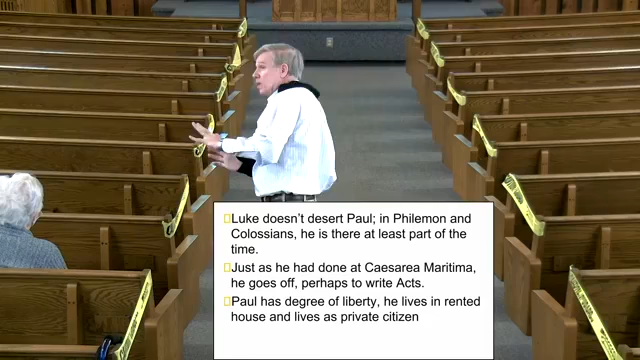 Luke doesn't desert Paul; in Philemon and
Colossians, he is there at least part of the
time.
Just as he had done at Caesarea Maritima,
he goes off, perhaps to write Acts.
Paul has degree of liberty, he lives in rented
house and lives as private citizen